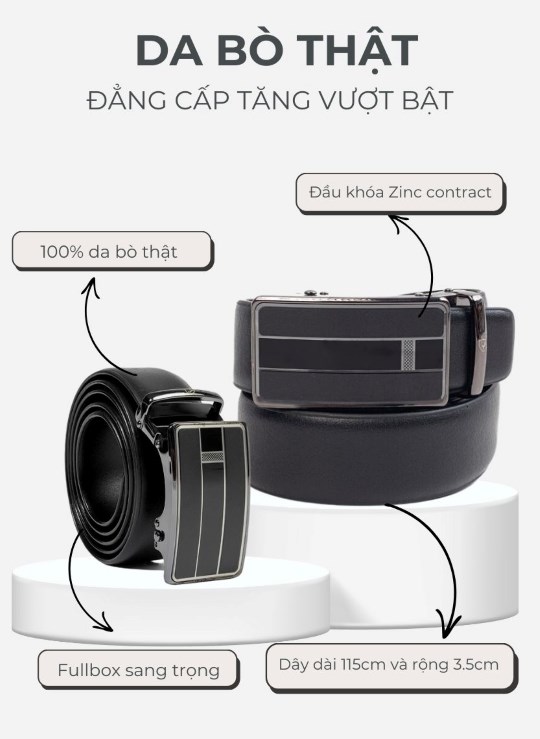 DA BÒ THẬT
ĐẲNG CẤP TĂNG VƯỢT BẬT
Đầu khóa Zinc contract
100% da bò thật
Fullbox sang trọng
Dây dài 115cm và rộng 3.5cm